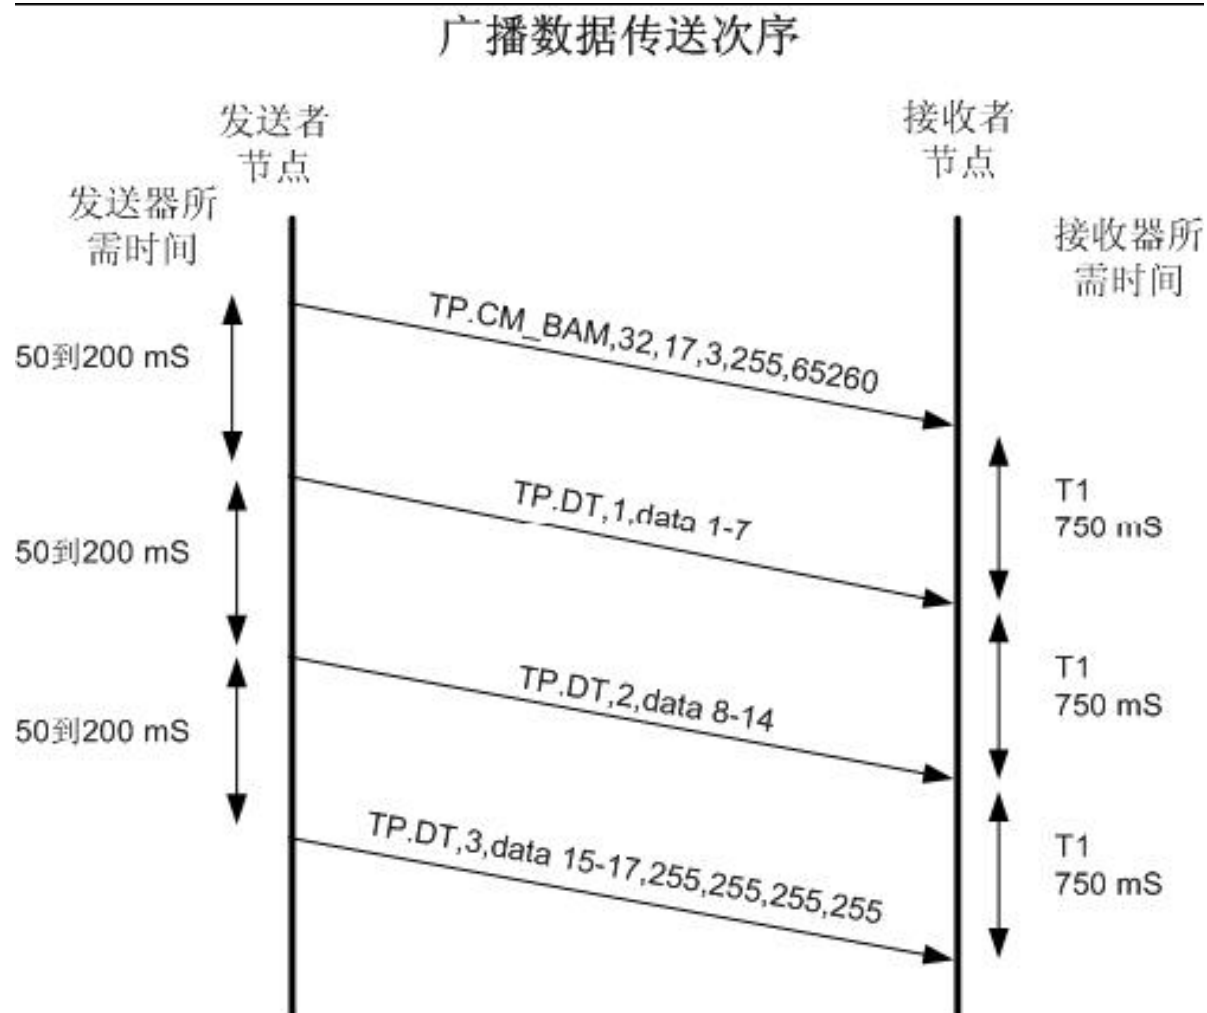 广播数据传送次序
发送者
节点
接收者
节点
发送器所
需时间
接收器所
需时间
TP.CM_BAM,32,17,3,255,65260
50到200 mS
T1
750 mS
TP.DT,1,data 1-7
50到200 mS
T1
750 mS
TP.DT,2,data 8-14
50到200 mS
T1
750 mS
TP.DT,3,data 15-17,255,255,255,255